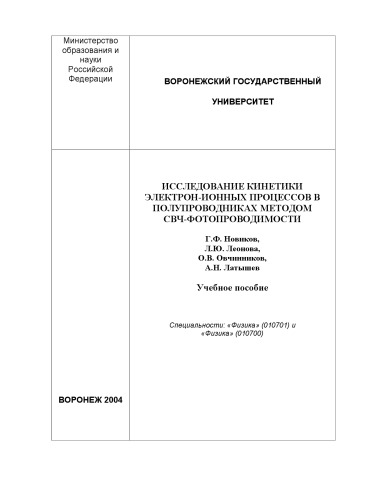 Министерство
образования и
науки
Российской
Федерации
ВОРОНЕЖСКИЙ ГОСУДАРСТВЕННЫЙ
УНИВЕРСИТЕТ
ИССЛЕДОВАНИЕ КИНЕТИКИ
ЭЛЕКТРОН-ИОННЫХ ПРОЦЕССОВ В
ПОЛУПРОВОДНИКАХ МЕТОДОМ
СВЧ-ФОТОПРОВОДИМОСТИ
Г.Ф. Новиков,
Л.Ю. Леонова,
О.В. Овчинников,
А.Н. Латышев
Учебное пособие
Специальности: «Физика» (010701) и
«Физика» (010700)
ВОРОНЕЖ 2004